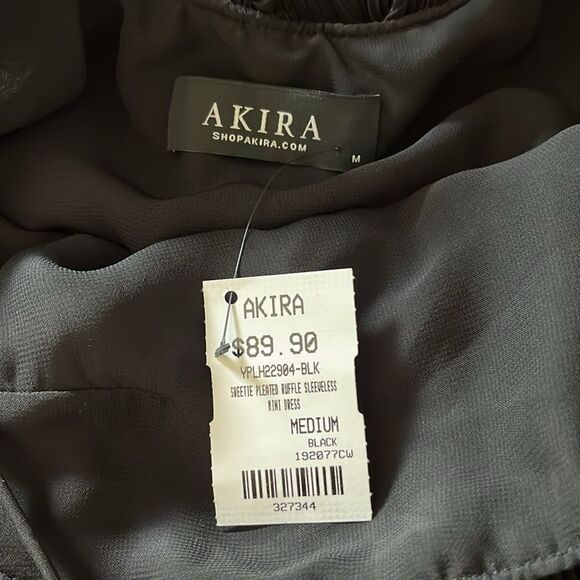 AKIRA
SHOPAKIRA.COM
M
AKIRA
$89.90
YPLH22904-BLK
SWEETIE PLEATED RUFFLE SLEEVELESS
MINI DRESS
MEDIUM
BLACK
192077CW
327344